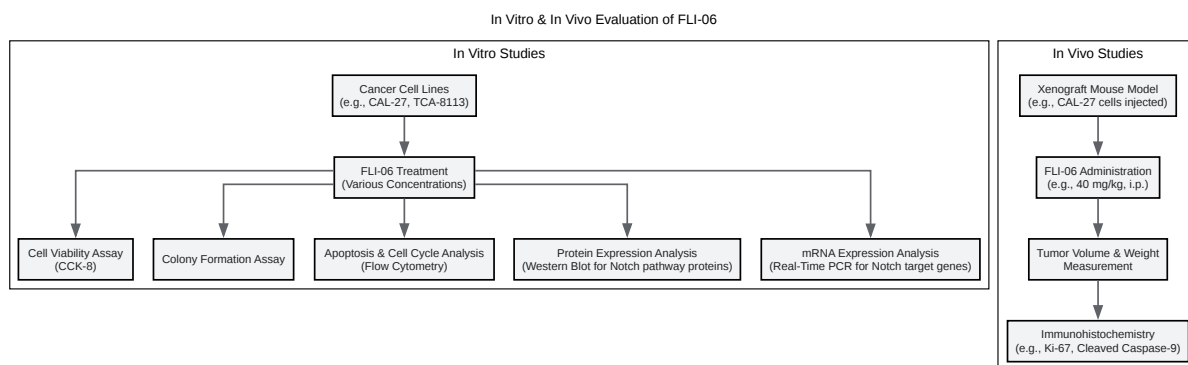 In Vitro & In Vivo Evaluation of FLI-06
In Vitro Studies
Cancer Cell Lines
(e.g., CAL-27, TCA-8113)
FLI-06 Treatment
(Various Concentrations)
Cell Viability Assay
(CCK-8)
Colony Formation Assay
Apoptosis & Cell Cycle Analysis
(Flow Cytometry)
Protein Expression Analysis
(Western Blot for Notch pathway proteins)
mRNA Expression Analysis
(Real-Time PCR for Notch target genes)
In Vivo Studies
Xenograft Mouse Model
(e.g., CAL-27 cells injected)
FLI-06 Administration
(e.g., 40 mg/kg, i.p.)
Tumor Volume & Weight
Measurement
Immunohistochemistry
(e.g., Ki-67, Cleaved Caspase-9)